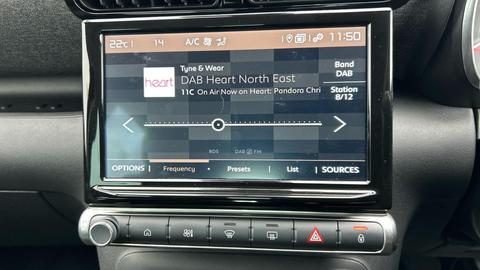 22°C 14 A/C 11:50
Tyne & Wear
heart
DAB Heart North East
11C On Air Now on Heart: Pandora Chri
Band
DAB
Station
8/12
RDS DAB FM
OPTIONS Frequency Presets List SOURCES